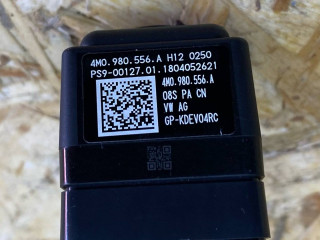 4M0.980.556.A H12 0250
PS9-00127.01.1804052621
4M0.980.556.A
08S PA CN
VW AG
GP-KDEV04RC